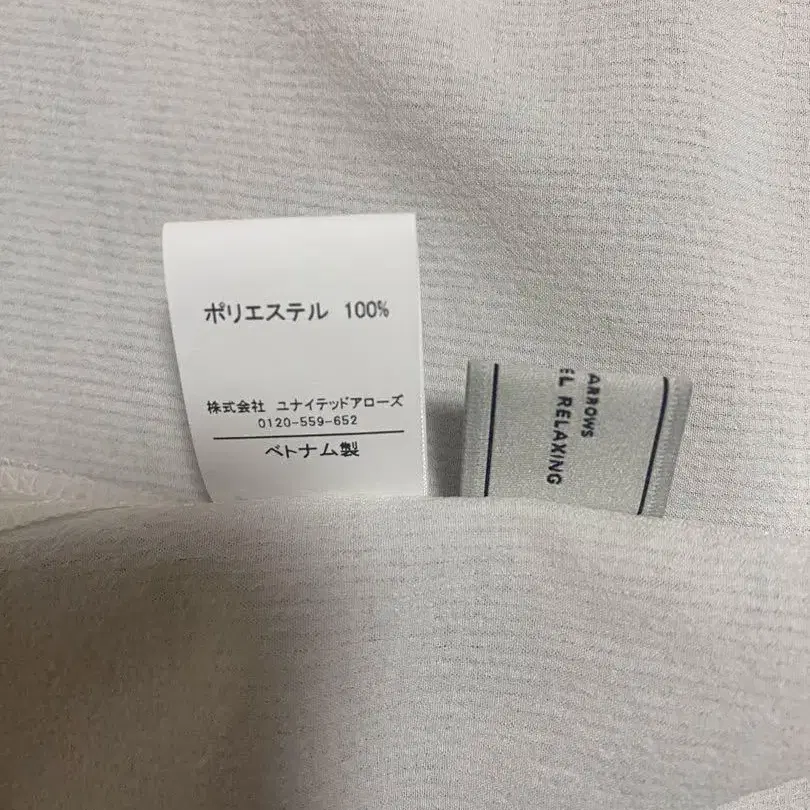 ポリエステル 100%
株式会社 ユナイテッドアローズ
0120-559-652
ベトナム製
ARROWS
EL RELAXING